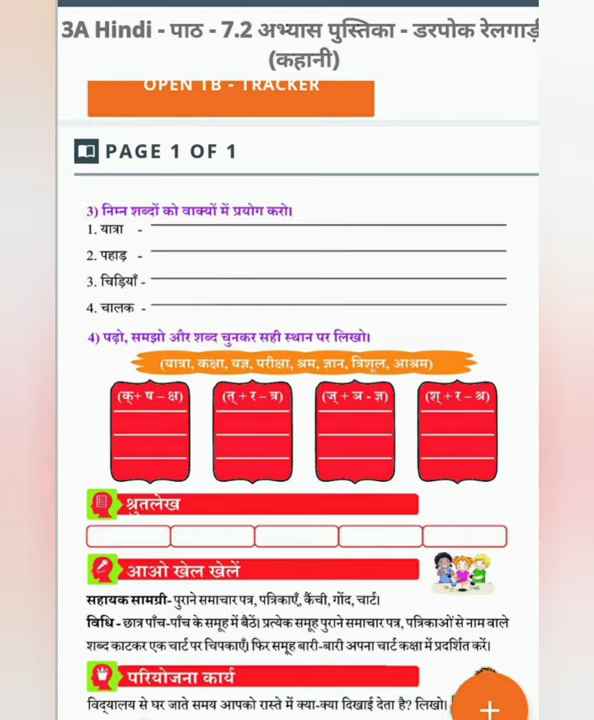 3A Hindi - पाठ - 7.2 अभ्यास पुस्तिका - डरपोक रेलगाड़ी
(कहानी)
OPEN TB - TRACKER
PAGE 1 OF 1
3) निम्न शब्दों को वाक्यों में प्रयोग करो।
1. यात्रा -
2. पहाड़ -
3. चिड़ियाँ -
4. चालक -
4) पढ़ो, समझो और शब्द चुनकर सही स्थान पर लिखो।
(यात्रा, कक्षा, यज्ञ, परीक्षा, श्रम, ज्ञान, त्रिशूल, आश्रम)
(क्+ ष – क्ष) (त् + र – त्र) (ज् + ञ - ज्ञ) (श् + र – श्र)
श्रुतलेख
आओ खेल खेलें
सहायक सामग्री- पुराने समाचार पत्र, पत्रिकाएँ, कैंची, गोंद, चार्ट।
विधि - छात्र पाँच-पाँच के समूह में बैठें। प्रत्येक समूह पुराने समाचार पत्र, पत्रिकाओं से नाम वाले
शब्द काटकर एक चार्ट पर चिपकाएँ। फिर समूह बारी-बारी अपना चार्ट कक्षा में प्रदर्शित करें।
परियोजना कार्य
विद्यालय से घर जाते समय आपको रास्ते में क्या-क्या दिखाई देता है? लिखो।